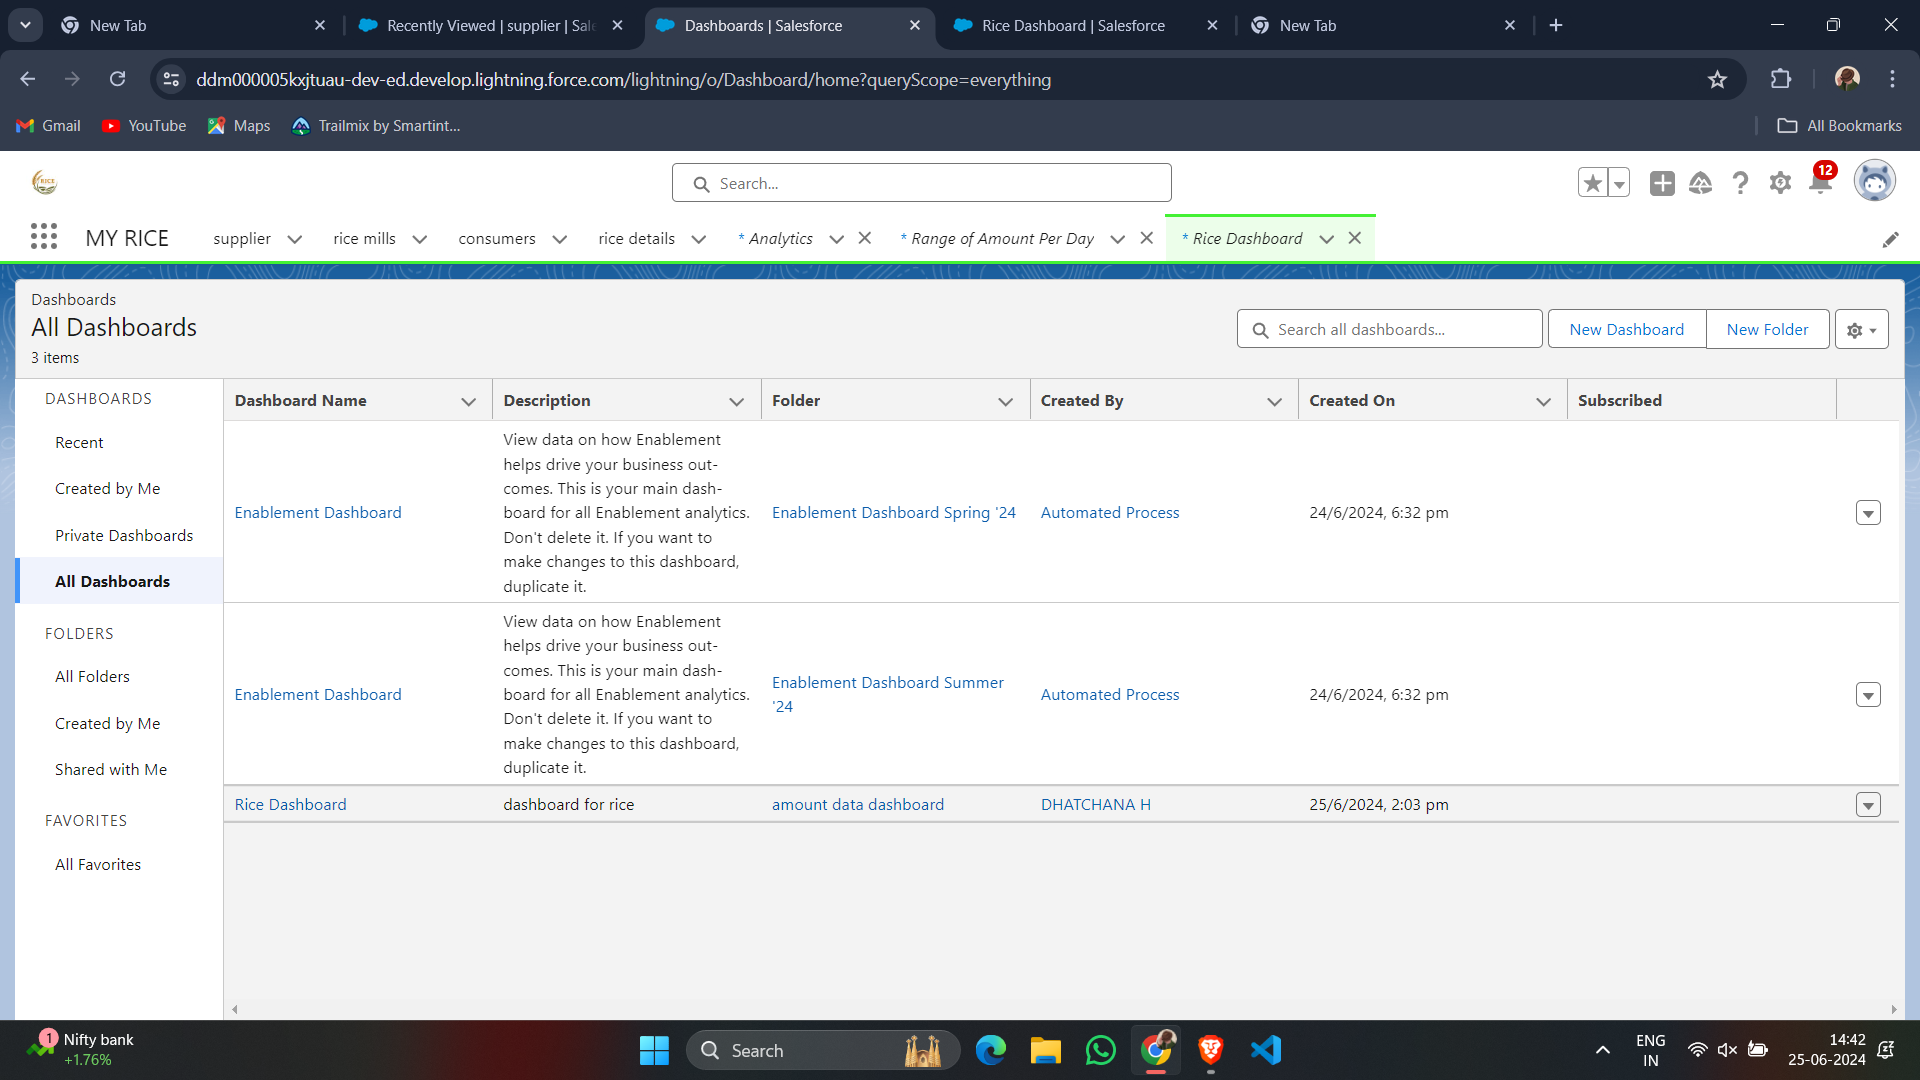 New Tab
Recently Viewed | supplier | Sale
Dashboards | Salesforce
Rice Dashboard | Salesforce
New Tab
ddm000005kxjtuau-dev-ed.develop.lightning.force.com/lightning/o/Dashboard/home?queryScope=everything
Gmail
YouTube
Maps
Trailmix by Smartint...
All Bookmarks
RICE
Search...
12
MY RICE
supplier
rice mills
consumers
rice details
* Analytics
* Range of Amount Per Day
* Rice Dashboard
Dashboards
All Dashboards
3 items
Search all dashboards...
New Dashboard
New Folder
DASHBOARDS
Recent
Created by Me
Private Dashboards
All Dashboards
FOLDERS
All Folders
Created by Me
Shared with Me
FAVORITES
All Favorites
Dashboard Name
Description
Folder
Created By
Created On
Subscribed
Enablement Dashboard
View data on how Enablement
helps drive your business out-
comes. This is your main dash-
board for all Enablement analytics.
Don't delete it. If you want to
make changes to this dashboard,
duplicate it.
Enablement Dashboard Spring '24
Automated Process
24/6/2024, 6:32 pm
Enablement Dashboard
View data on how Enablement
helps drive your business out-
comes. This is your main dash-
board for all Enablement analytics.
Don't delete it. If you want to
make changes to this dashboard,
duplicate it.
Enablement Dashboard Summer
'24
Automated Process
24/6/2024, 6:32 pm
Rice Dashboard
dashboard for rice
amount data dashboard
DHATCHANA H
25/6/2024, 2:03 pm
1
Nifty bank
+1.76%
Search
ENG
IN
14:42
25-06-2024